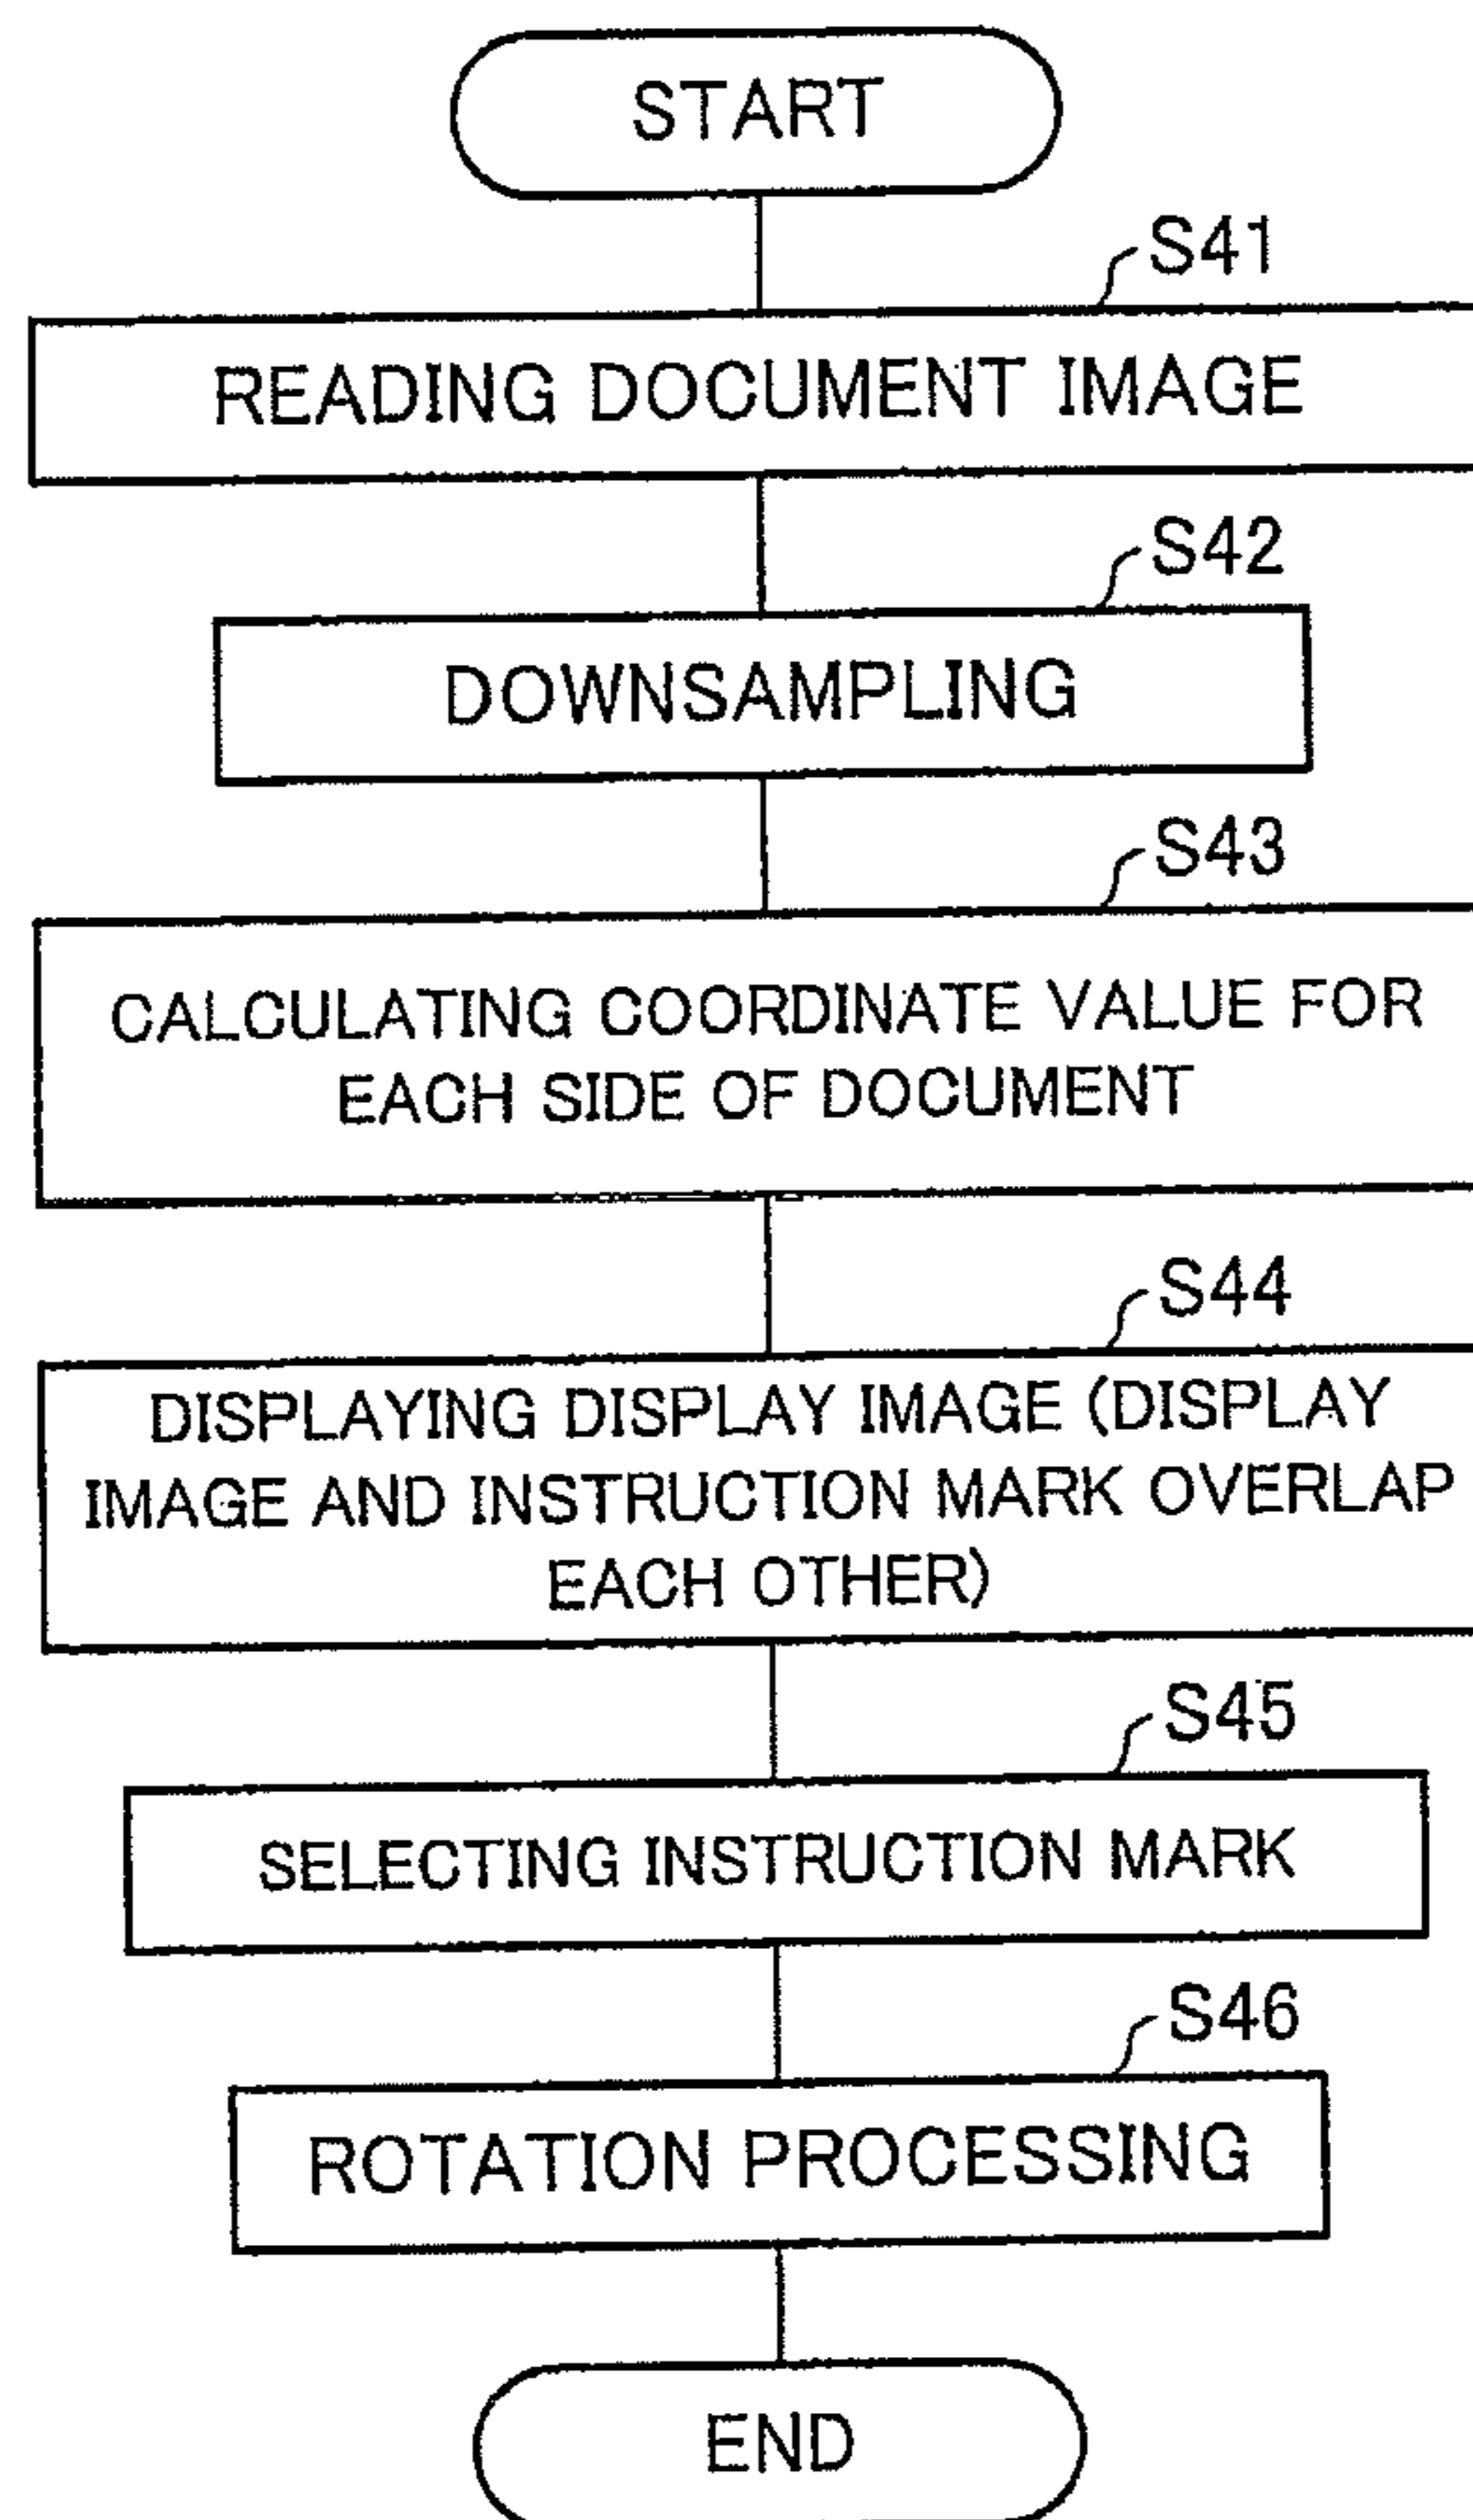 START
S41
READING DOCUMENT IMAGE
S42
DOWNSAMPLING
S43
CALCULATING COORDINATE VALUE FOR
EACH SIDE OF DOCUMENT
S44
DISPLAYING DISPLAY IMAGE (DISPLAY
IMAGE AND INSTRUCTION MARK OVERLAP
EACH OTHER)
S45
SELECTING INSTRUCTION MARK
S46
ROTATION PROCESSING
END